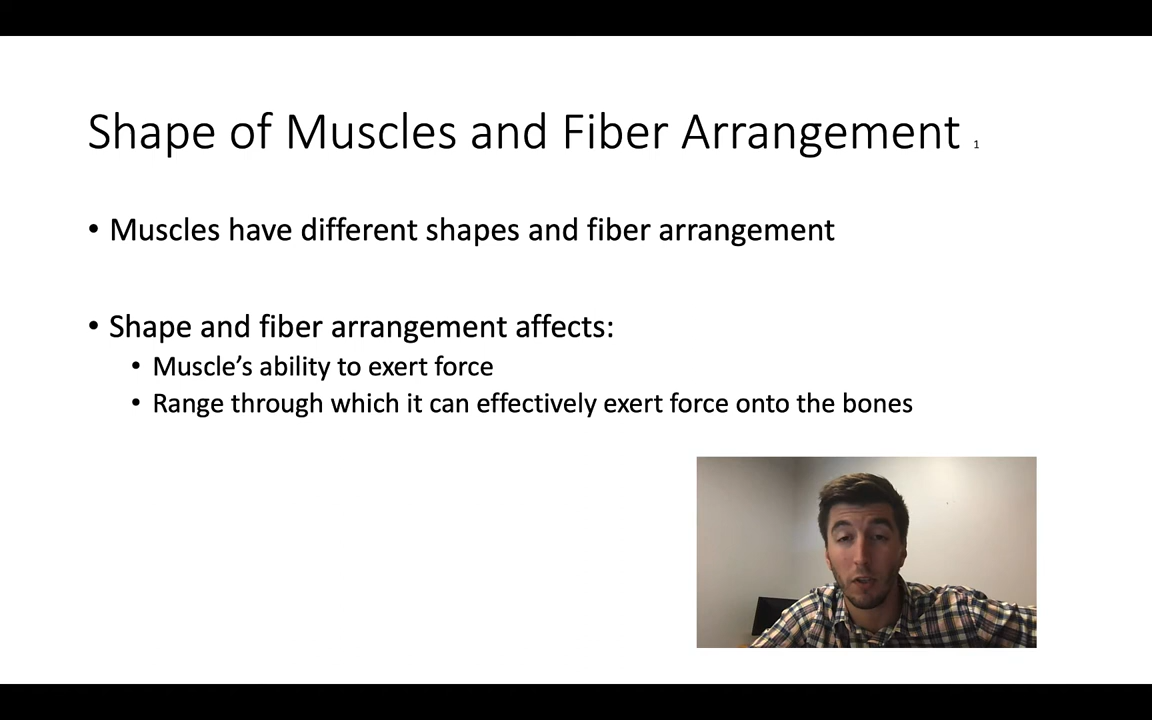 Shape of Muscles and Fiber Arrangement 1
• Muscles have different shapes and fiber arrangement
• Shape and fiber arrangement affects:
• Muscle’s ability to exert force
• Range through which it can effectively exert force onto the bones